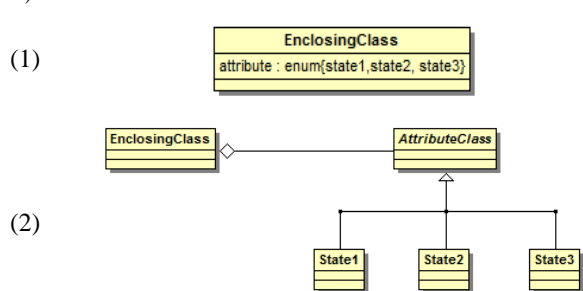 (1)
EnclosingClass
attribute : enum{state1,state2, state3}
EnclosingClass
AttributeClass
(2)
State1 State2 State3